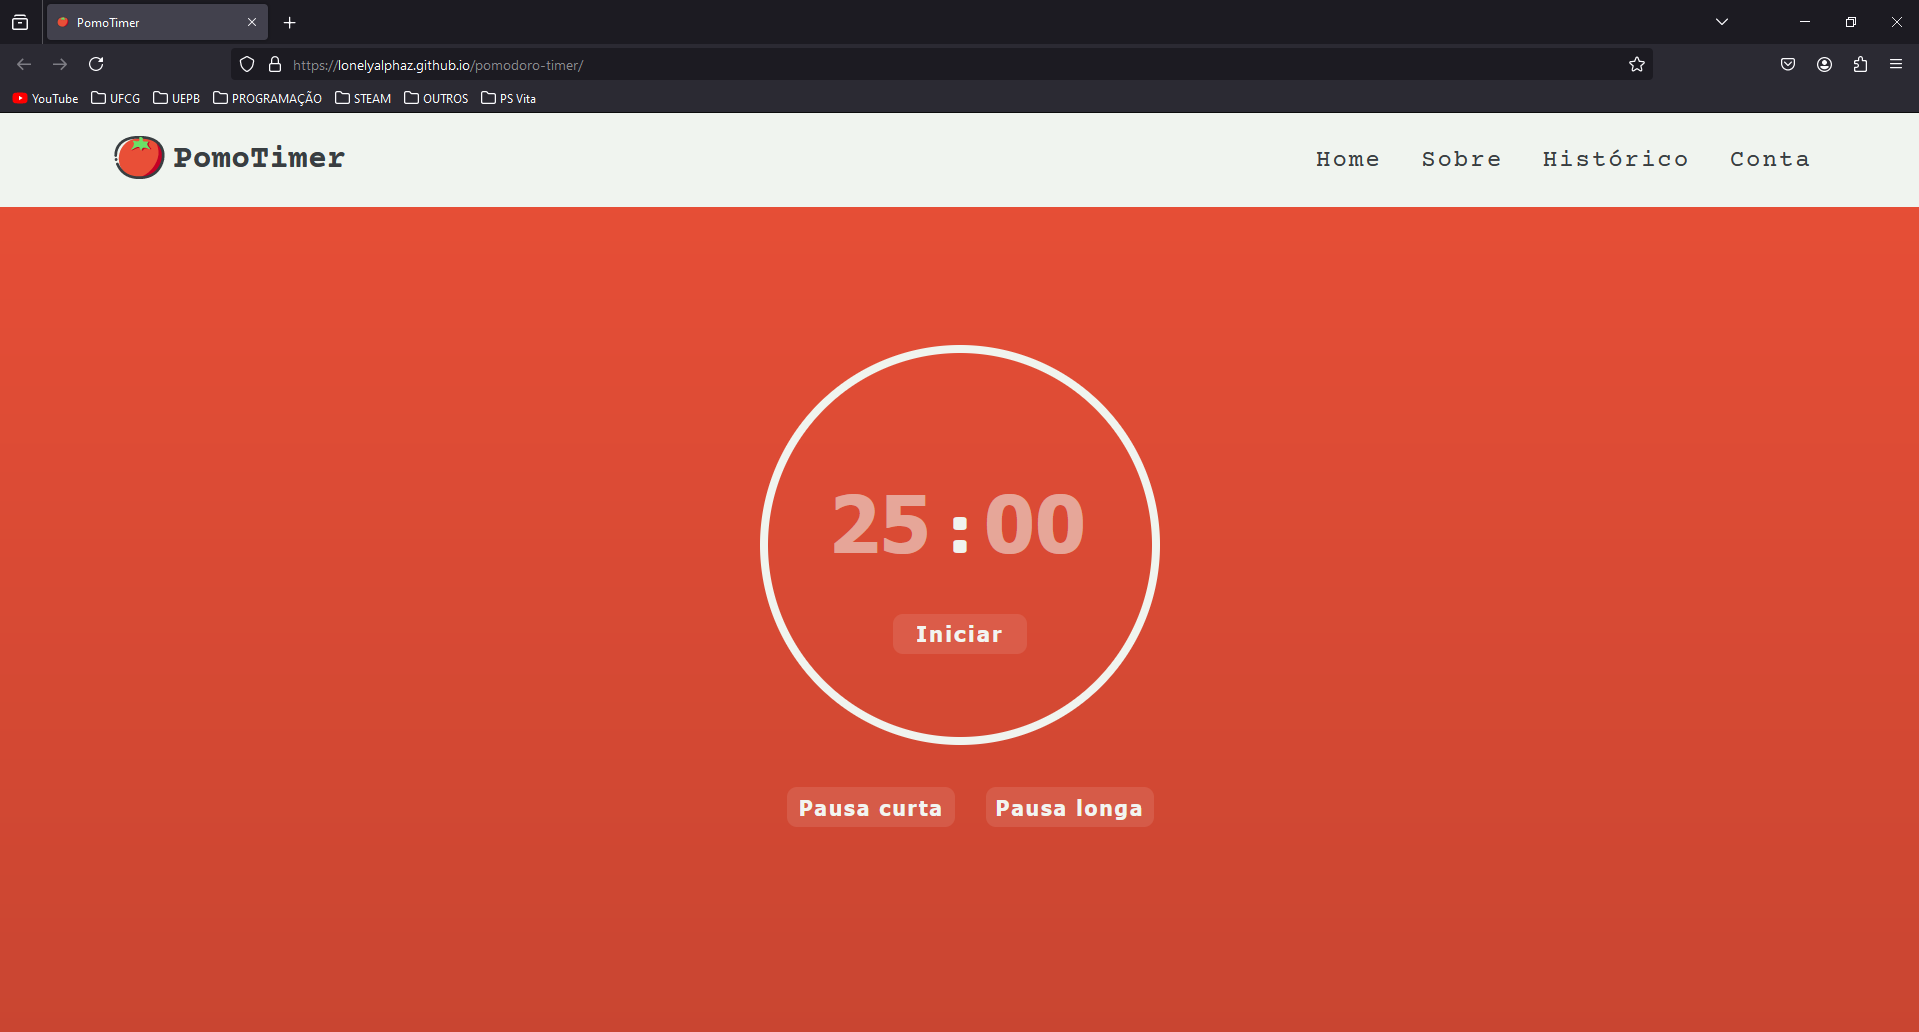 PomoTimer
https://lonelyalphaz.github.io/pomodoro-timer/
YouTube UFCG UEPB PROGRAMAÇÃO STEAM OUTROS PS Vita
PomoTimer Home Sobre Histórico Conta
25:00
Iniciar
Pausa curta Pausa longa